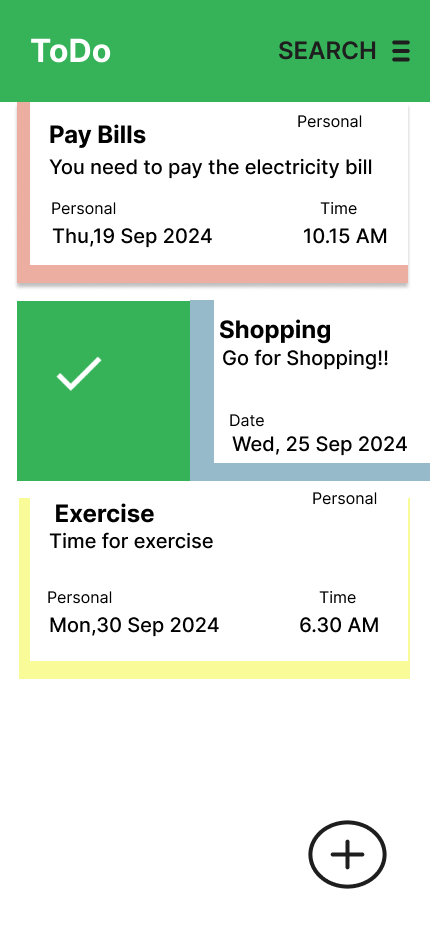 ToDo
SEARCH
Personal
Pay Bills
You need to pay the electricity bill
Personal
Time
Thu,19 Sep 2024
10.15 AM
Shopping
Go for Shopping!!
Date
Wed, 25 Sep 2024
Personal
Exercise
Time for exercise
Personal
Time
Mon,30 Sep 2024
6.30 AM